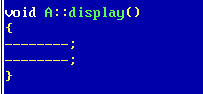 void A::display()
{
--------;
--------;
}